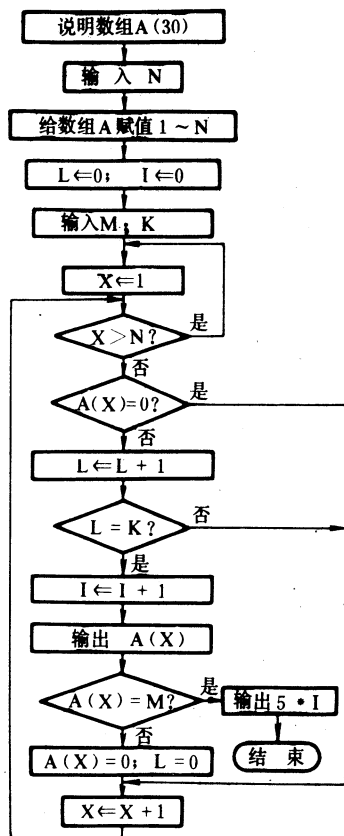 说明数组A(30)
输 入 N
给数组A 赋值 1～N
L⇐0； I⇐0
输入M；K
X⇐1
X＞N？
是
否
A(X)=0？
是
否
L⇐L + 1
L = K？
否
是
I⇐I + 1
输出 A(X)
A(X)=M？
是
输出5・I
否
结 束
A(X)=0；L=0
X⇐X+1